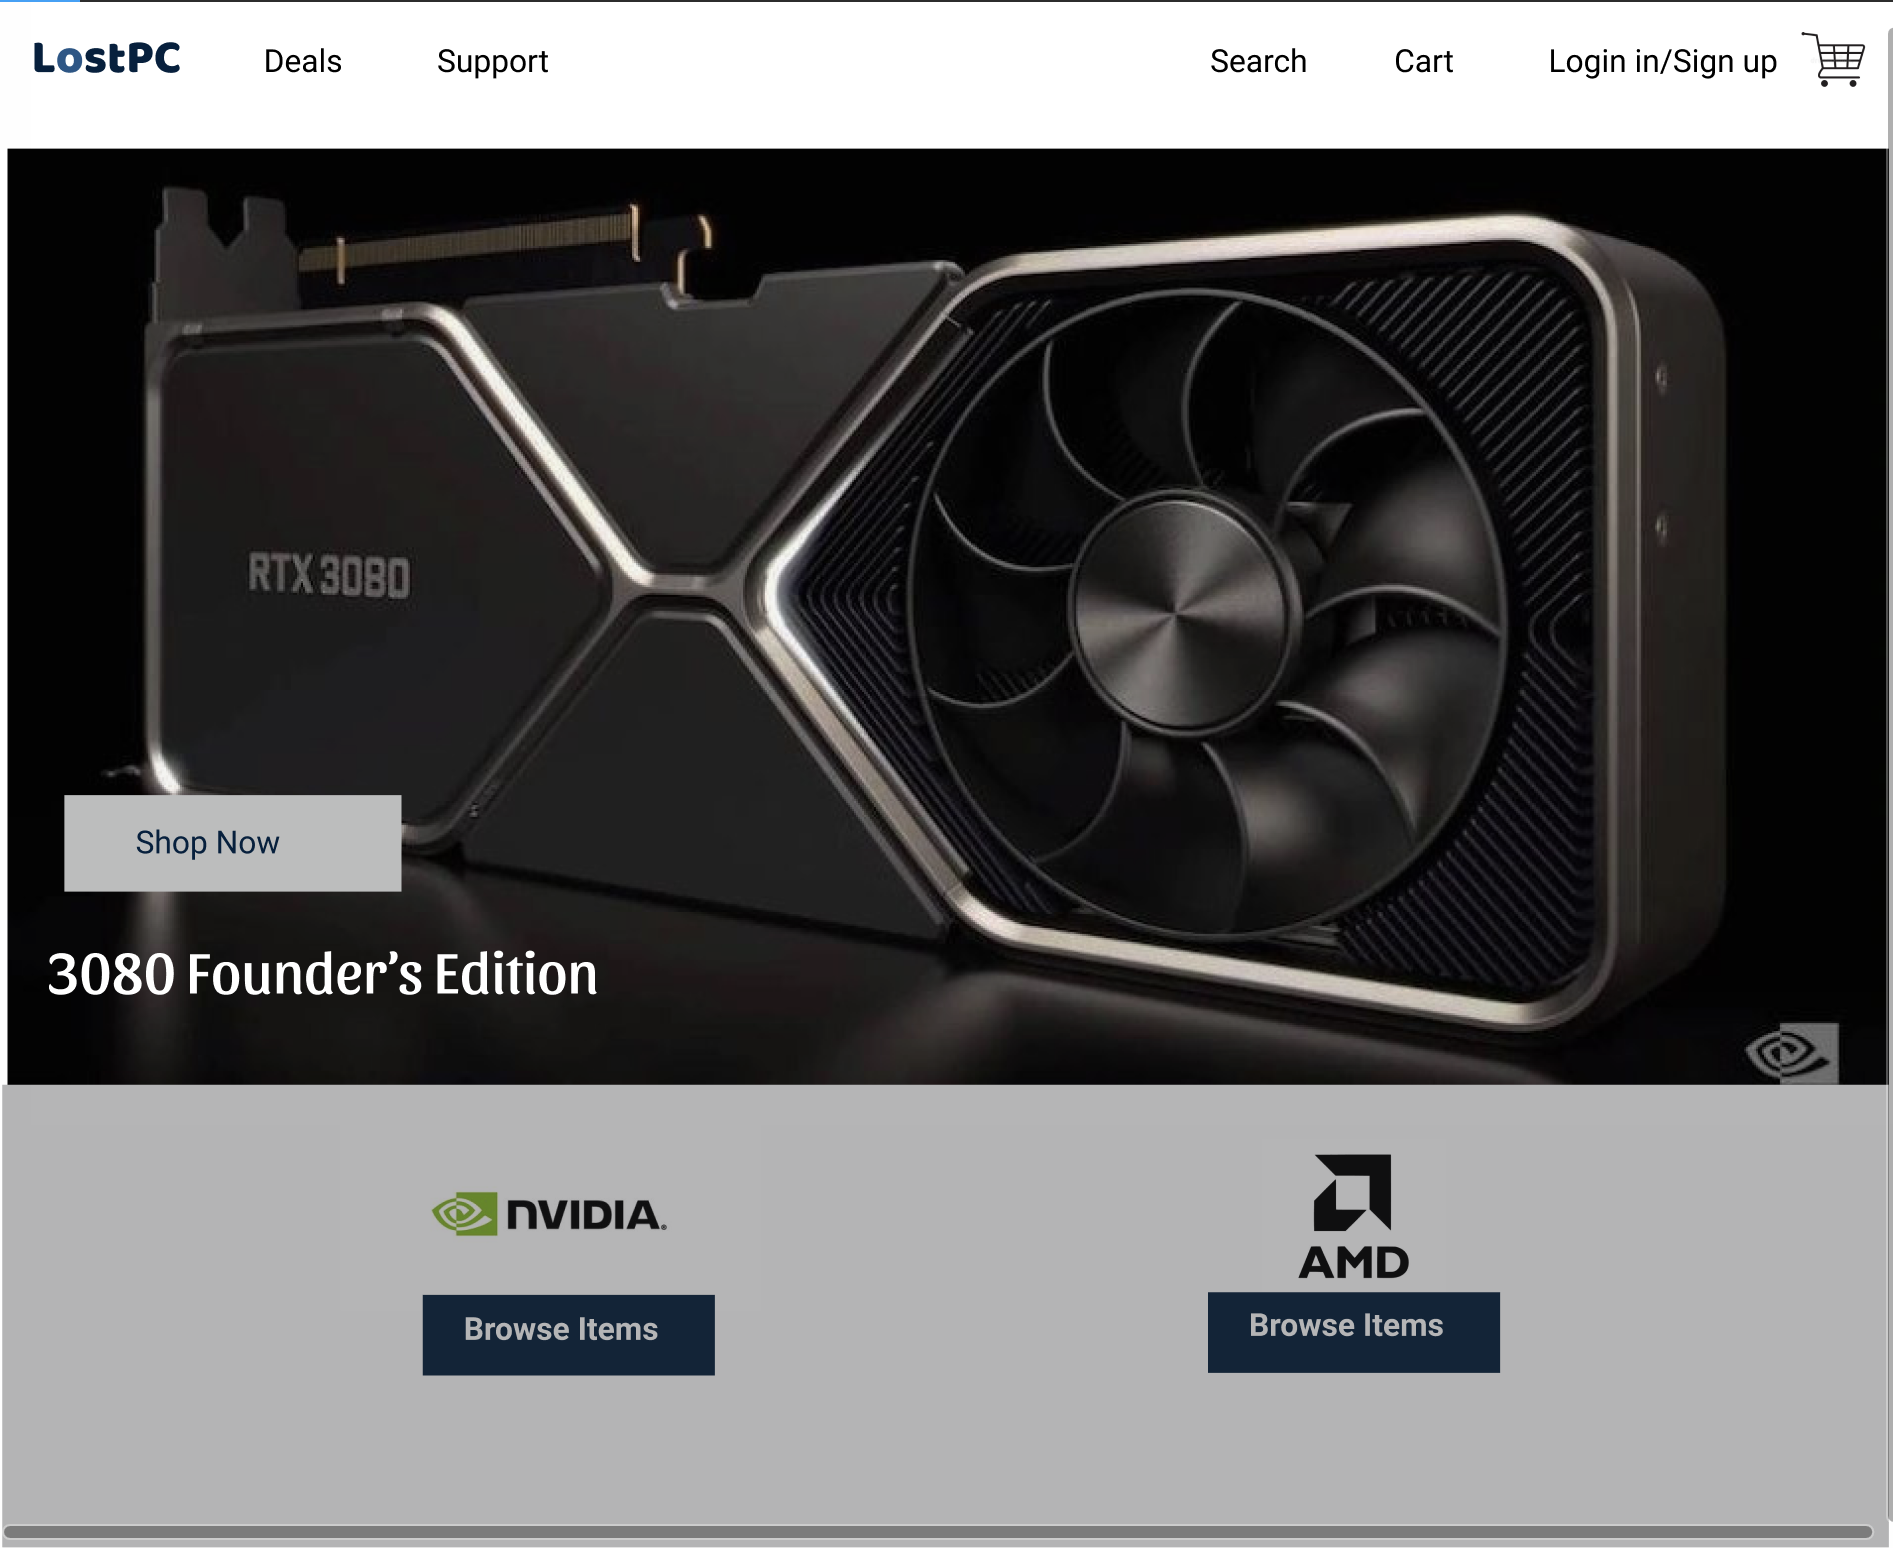 LostPC Deals Support Search Cart Login in/Sign up
RTX 3080
Shop Now
3080 Founder's Edition
NVIDIA.
AMD
Browse Items
Browse Items